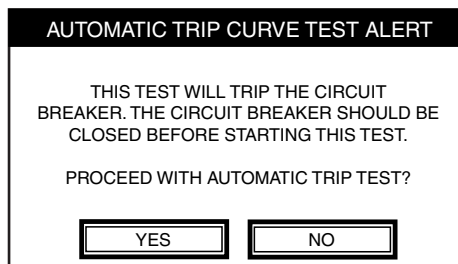 AUTOMATIC TRIP CURVE TEST ALERT
THIS TEST WILL TRIP THE CIRCUIT
BREAKER. THE CIRCUIT BREAKER SHOULD BE
CLOSED BEFORE STARTING THIS TEST.
PROCEED WITH AUTOMATIC TRIP TEST?
YES NO